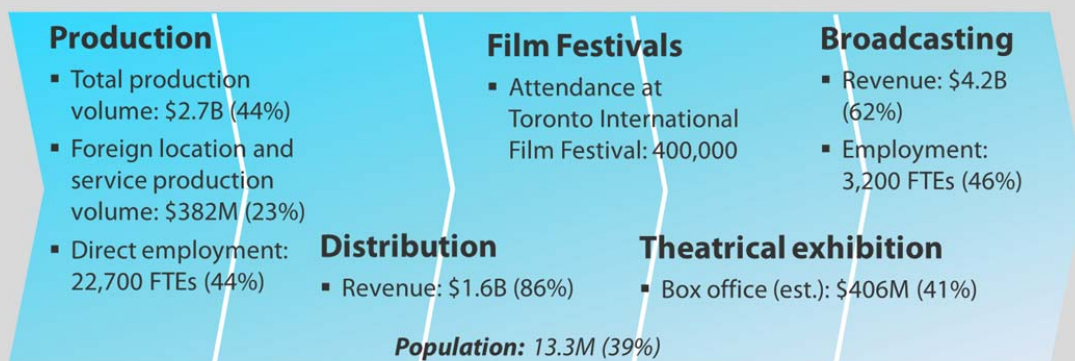 Production
▪ Total production
volume: $2.7B (44%)
▪ Foreign location and
service production
volume: $382M (23%)
▪ Direct employment:
22,700 FTEs (44%)
Distribution
▪ Revenue: $1.6B (86%)
Film Festivals
▪ Attendance at
Toronto International
Film Festival: 400,000
Theatrical exhibition
▪ Box office (est.): $406M (41%)
Broadcasting
▪ Revenue: $4.2B
(62%)
▪ Employment:
3,200 FTEs (46%)
Population: 13.3M (39%)